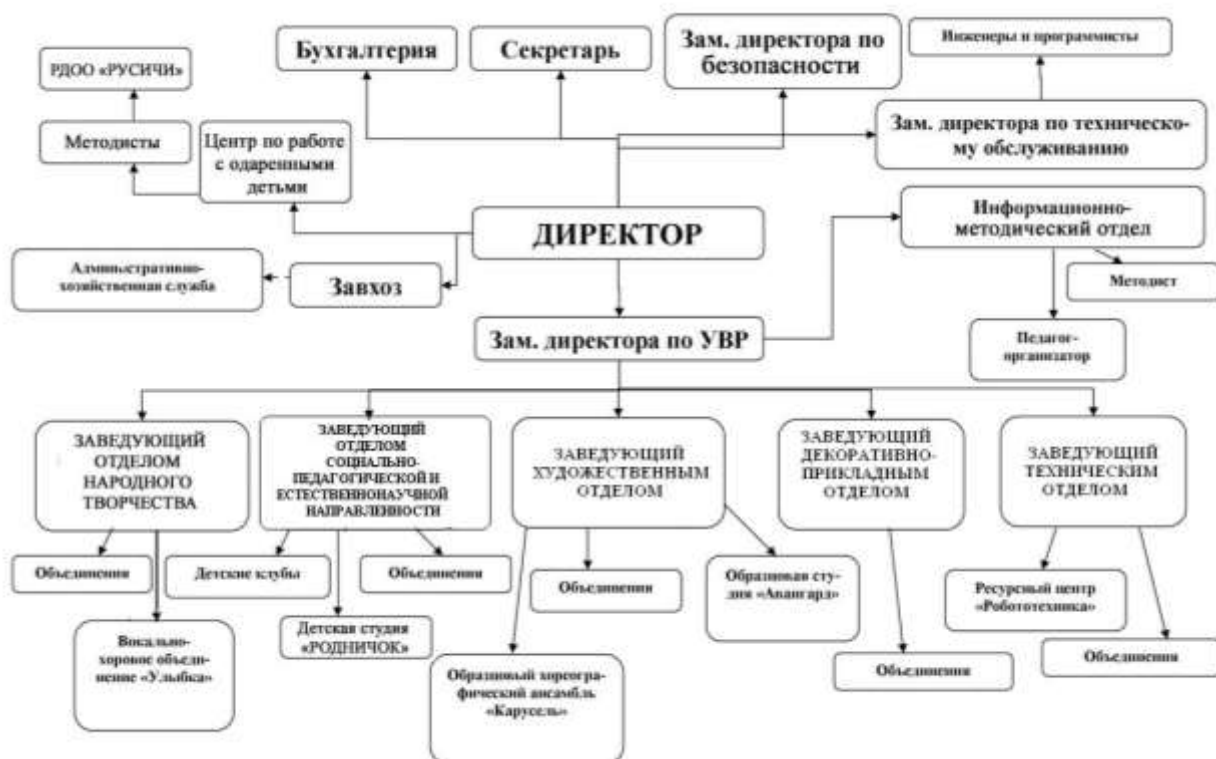 Бухгалтерия
Секретарь
Зам. директора по
безопасности
Инженеры и программисты
РДОО «РУСИЧИ»
Методисты
Центр по работе
с одаренными
детьми
Зам. директора по техническо-
му обслуживанию
ДИРЕКТОР
Информационно-
методический отдел
Административно-
хозяйственная служба
Завхоз
Методист
Зам. директора по УВР
Педагог-
организатор
ЗАВЕДУЮЩИЙ
ОТДЕЛОМ
НАРОДНОГО
ТВОРЧЕСТВА
ЗАВЕДУЮЩИЙ
ОТДЕЛОМ
СОЦИАЛЬНО-
ПЕДАГОГИЧЕСКОЙ И
ЕСТЕСТВЕННОНАУЧНОЙ
НАПРАВЛЕННОСТИ
ЗАВЕДУЮЩИЙ
ХУДОЖЕСТВЕННЫМ
ОТДЕЛОМ
ЗАВЕДУЮЩИЙ
ДЕКОРАТИВНО-
ПРИКЛАДНЫМ
ОТДЕЛОМ
ЗАВЕДУЮЩИЙ
ТЕХНИЧЕСКИМ
ОТДЕЛОМ
Объединения
Детские клубы
Объединения
Объединения
Образцовая сту-
дия «Авангард»
Ресурсный центр
«Робототехника»
Вокально-
хоровое объеди-
нение «Улыбка»
Детская студия
«РОДНИЧОК»
Образцовый хореогра-
фический ансамбль
«Карусель»
Объединения
Объединения